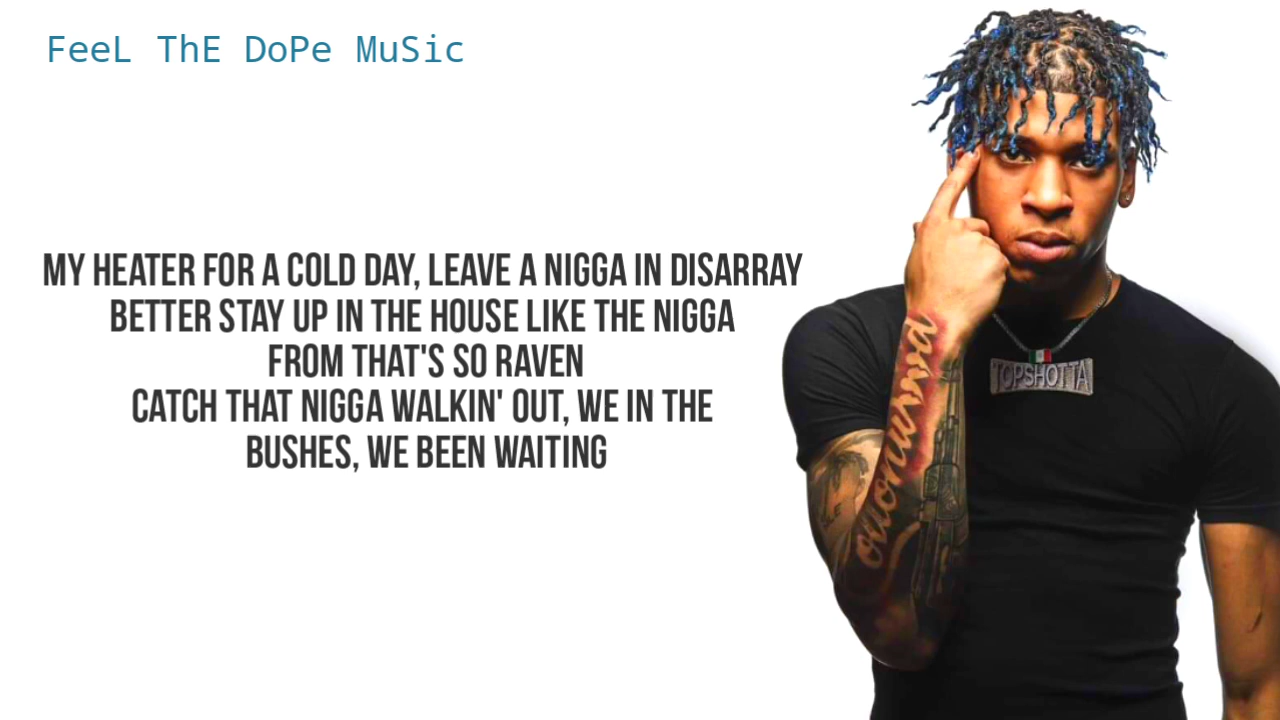 FeeL ThE DoPe MuSic
MY HEATER FOR A COLD DAY, LEAVE A NIGGA IN DISARRAY
BETTER STAY UP IN THE HOUSE LIKE THE NIGGA
FROM THAT'S SO RAVEN
CATCH THAT NIGGA WALKIN' OUT, WE IN THE
BUSHES, WE BEEN WAITING
TOPSHOTTA